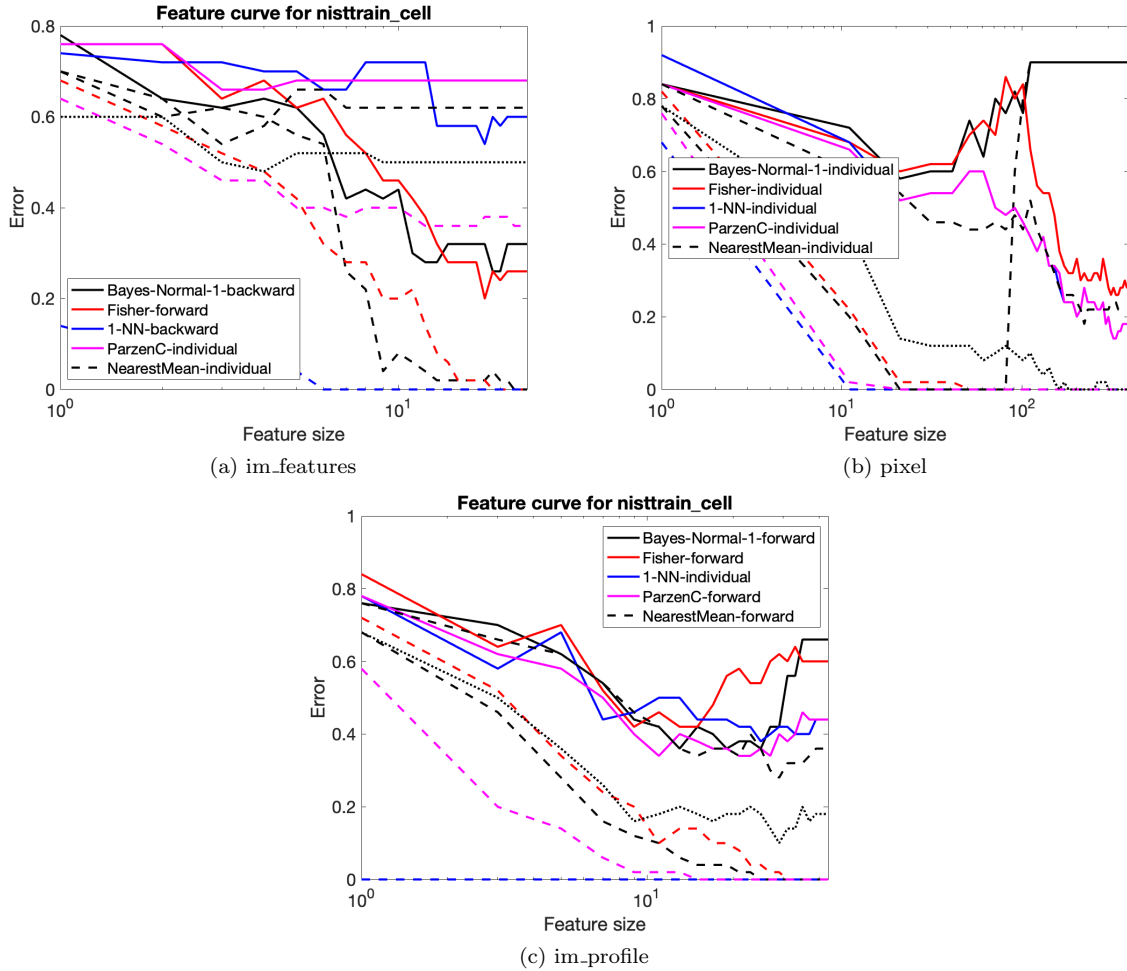 Feature curve for nisttrain_cell
0.8
0.6
0.4
0.2
0
Error
Bayes-Normal-1-backward
Fisher-forward
1-NN-backward
ParzenC-individual
NearestMean-individual
10^0
10^1
Feature size
(a) im_features
1
0.8
0.6
0.4
0.2
0
Error
Bayes-Normal-1-individual
Fisher-individual
1-NN-individual
ParzenC-individual
NearestMean-individual
10^0
10^1
10^2
Feature size
(b) pixel
Feature curve for nisttrain_cell
1
0.8
0.6
0.4
0.2
0
Error
Bayes-Normal-1-forward
Fisher-forward
1-NN-individual
ParzenC-forward
NearestMean-forward
10^0
10^1
Feature size
(c) im_profile